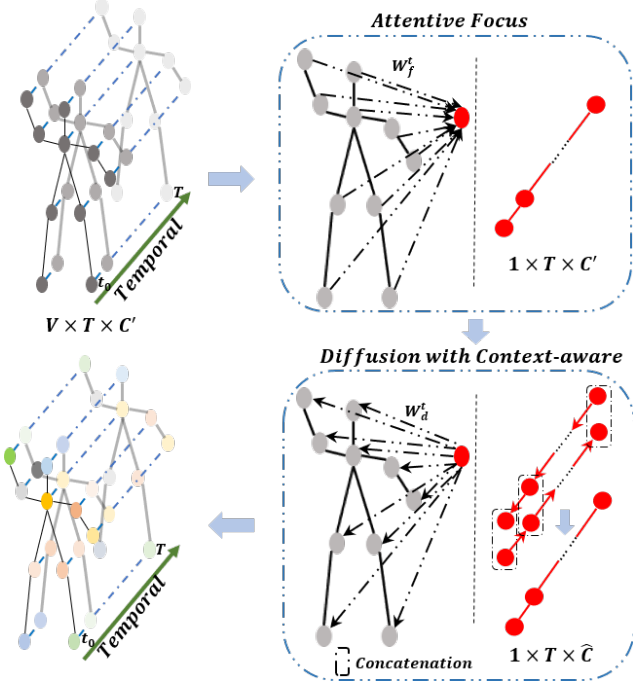 Attentive Focus
W_f^t
T
Temporal
t_0
V × T × C′
1 × T × C′
Diffusion with Context-aware
W_d^t
T
Temporal
t_0
1 × T × Ĉ
Concatenation